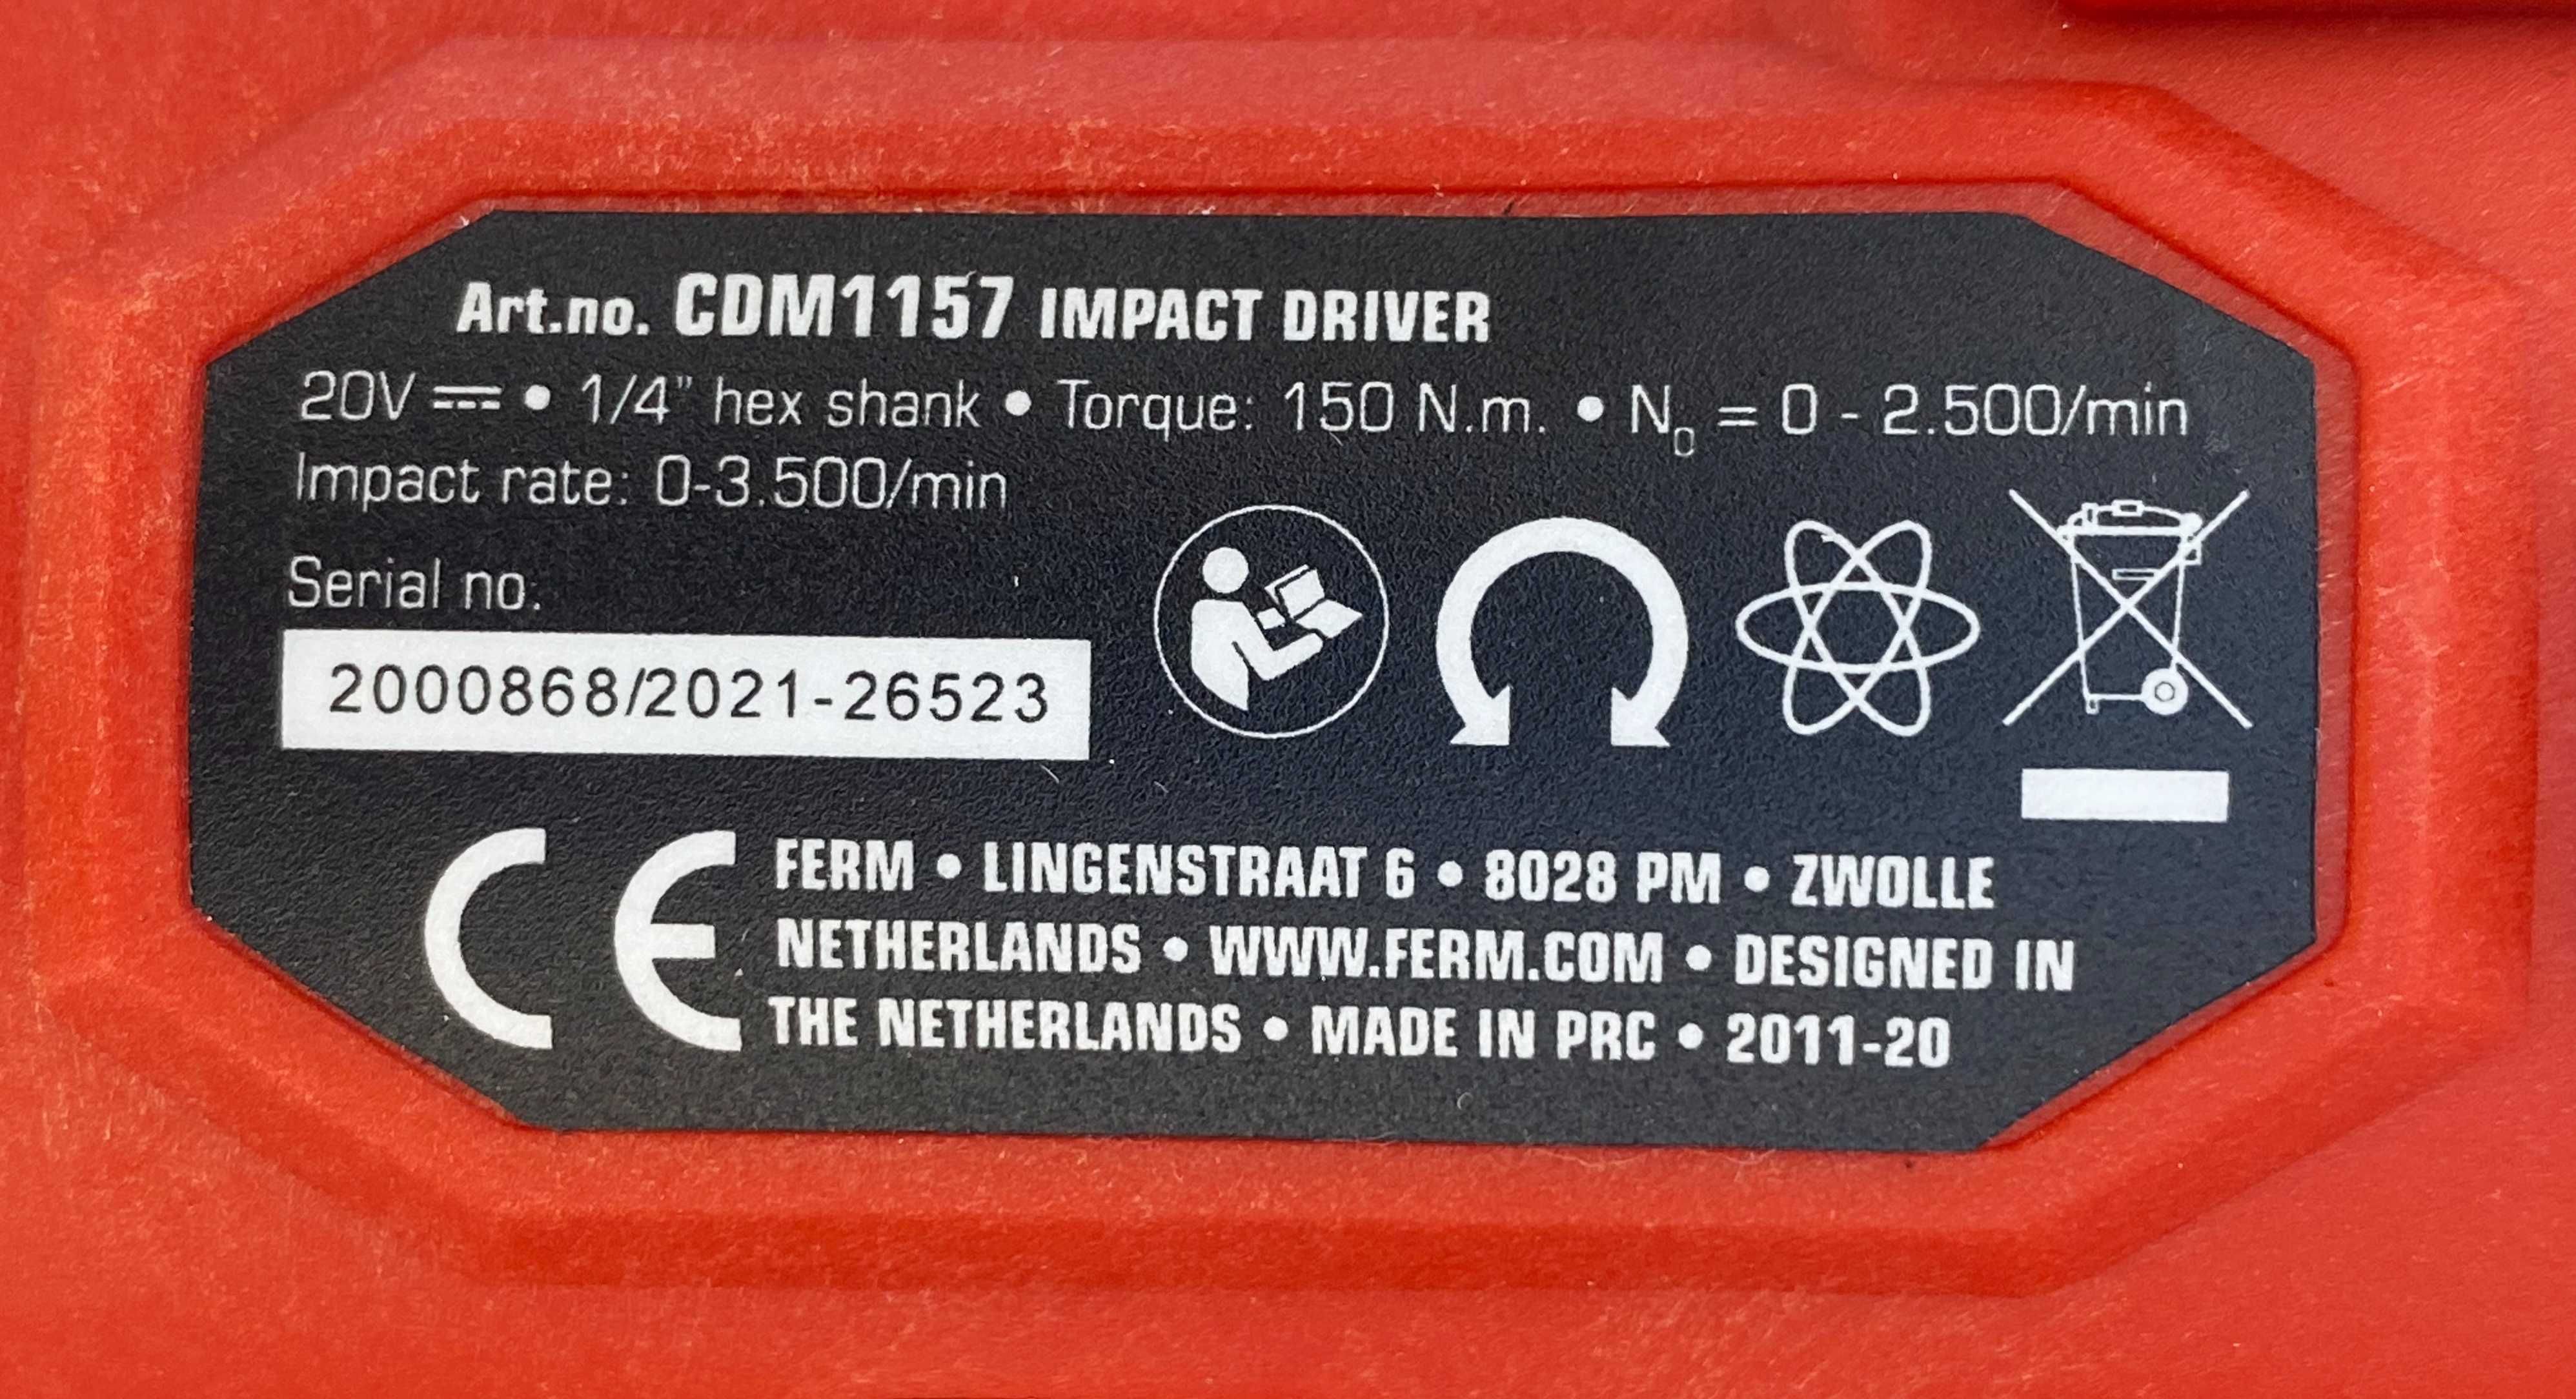 Art.no. CDM1157 IMPACT DRIVER
20V ⎓ • 1/4" hex shank • Torque: 150 N.m. • N₀ = 0 - 2.500/min
Impact rate: 0-3.500/min
Serial no.
2000868/2021-26523
CE
FERM • LINGENSTRAAT 6 • 8028 PM • ZWOLLE
NETHERLANDS • WWW.FERM.COM • DESIGNED IN
THE NETHERLANDS • MADE IN PRC • 2011-20